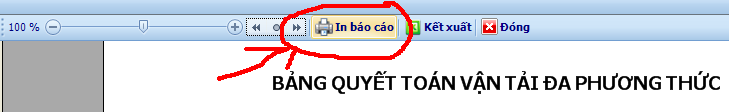 100 % In báo cáo Kết xuất Đóng
BẢNG QUYẾT TOÁN VẬN TẢI ĐA PHƯƠNG THỨC